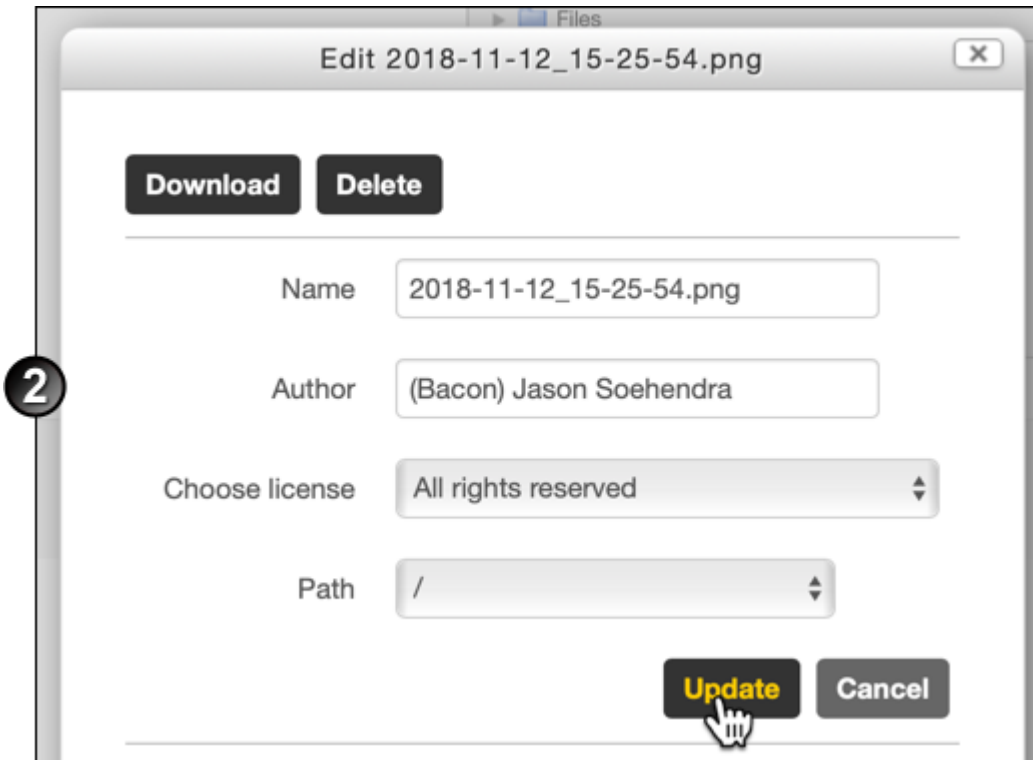 Files
Edit 2018-11-12_15-25-54.png
Download Delete
Name 2018-11-12_15-25-54.png
2
Author (Bacon) Jason Soehendra
Choose license All rights reserved
Path /
Update Cancel